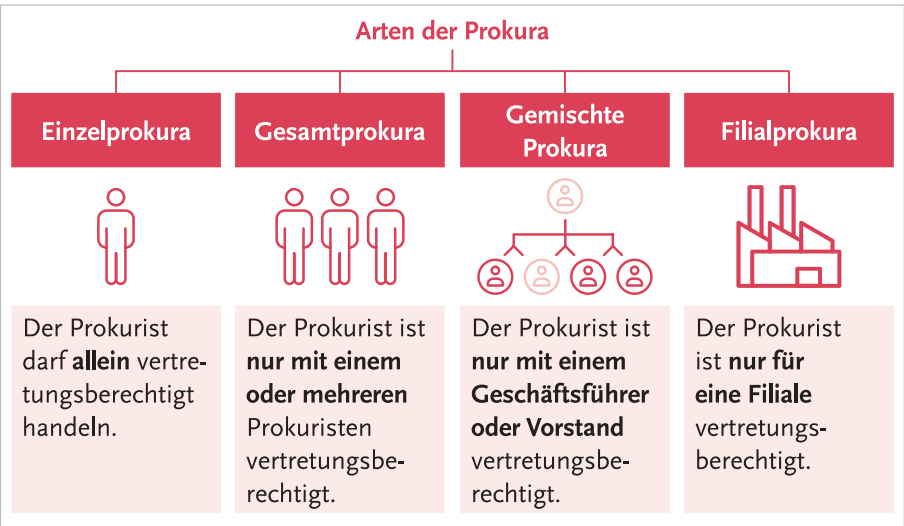 Arten der Prokura
Einzelprokura
Gesamtprokura
Gemischte
Prokura
Filialprokura
Der Prokurist
darf allein vertre-
tungsberechtigt
handeln.
Der Prokurist ist
nur mit einem
oder mehreren
Prokuristen
vertretungsbe-
rechtigt.
Der Prokurist ist
nur mit einem
Geschäftsführer
oder Vorstand
vertretungsbe-
rechtigt.
Der Prokurist
ist nur für
eine Filiale
vertretungs-
berechtigt.